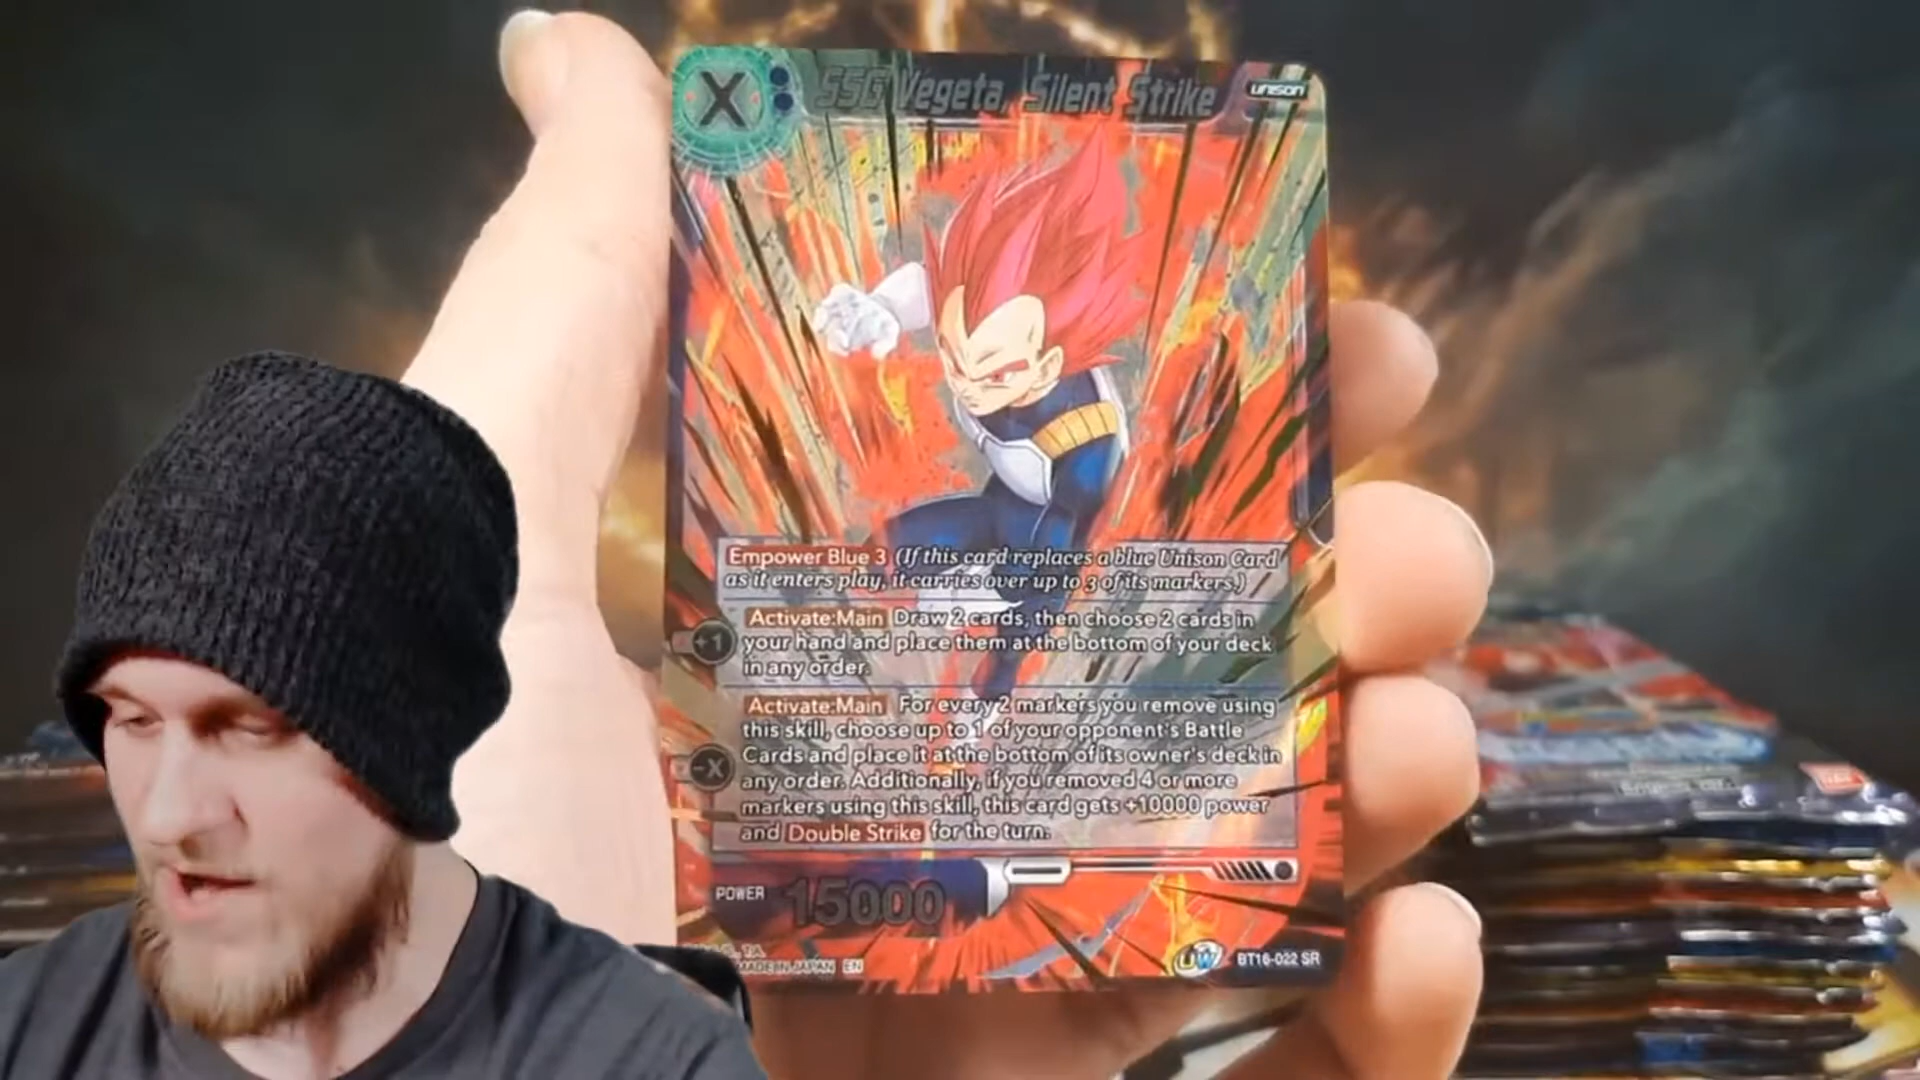 X
SSG Vegeta, Silent Strike
UNISON
Empower Blue 3 (If this card replaces a blue Unison Card
as it enters play, it carries over up to 3 of its markers.)
+1
Activate:Main Draw 2 cards, then choose 2 cards in
your hand and place them at the bottom of your deck
in any order.
-X
Activate:Main For every 2 markers you remove using
this skill, choose up to 1 of your opponent's Battle
Cards and place it at the bottom of its owner's deck in
any order. Additionally, if you removed 4 or more
markers using this skill, this card gets +10000 power
and Double Strike for the turn.
POWER 15000
MADE IN JAPAN EN
UW BT16-022 SR